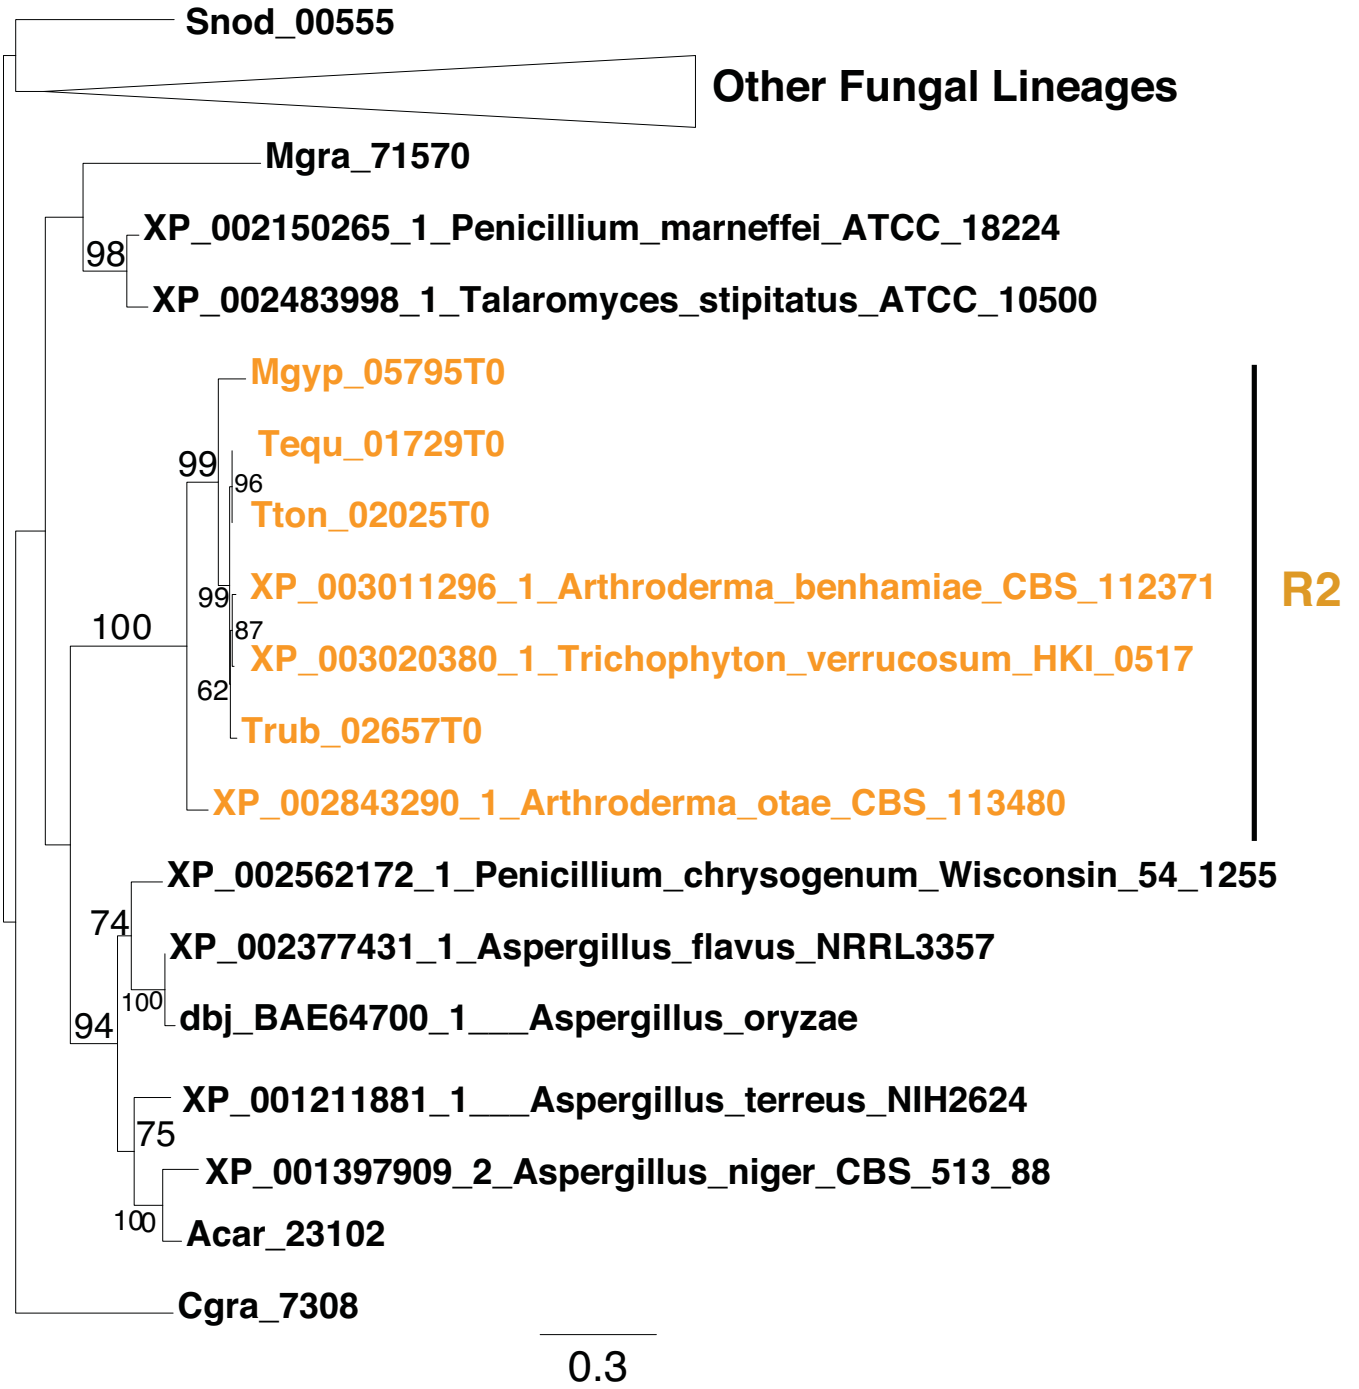 Snod_00555
Other Fungal Lineages
Mgra_71570
XP_002150265_1_Penicillium_marneffei_ATCC_18224
98
XP_002483998_1_Talaromyces_stipitatus_ATCC_10500
Mgyp_05795T0
Tequ_01729T0
99
96
Tton_02025T0
XP_003011296_1_Arthroderma_benhamiae_CBS_112371
R2
99
100
87
XP_003020380_1_Trichophyton_verrucosum_HKI_0517
62
Trub_02657T0
XP_002843290_1_Arthroderma_otae_CBS_113480
XP_002562172_1_Penicillium_chrysogenum_Wisconsin_54_1255
74
XP_002377431_1_Aspergillus_flavus_NRRL3357
100
dbj_BAE64700_1___Aspergillus_oryzae
94
XP_001211881_1___Aspergillus_terreus_NIH2624
75
XP_001397909_2_Aspergillus_niger_CBS_513_88
100
Acar_23102
Cgra_7308
0.3